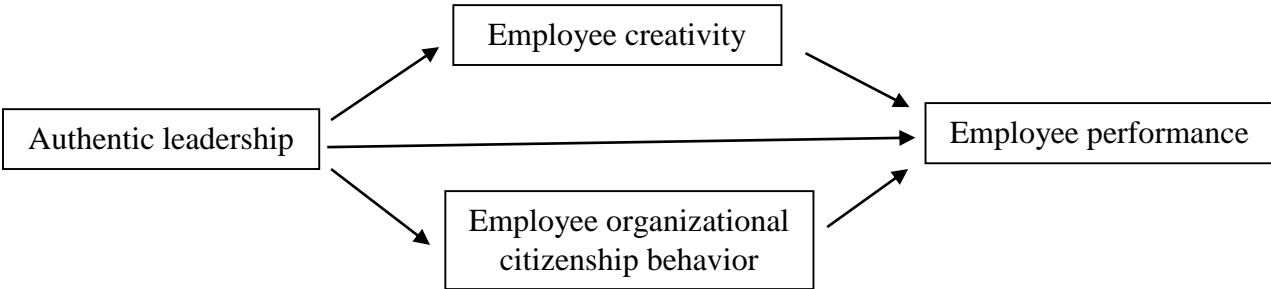 Employee creativity
Authentic leadership
Employee performance
Employee organizational
citizenship behavior